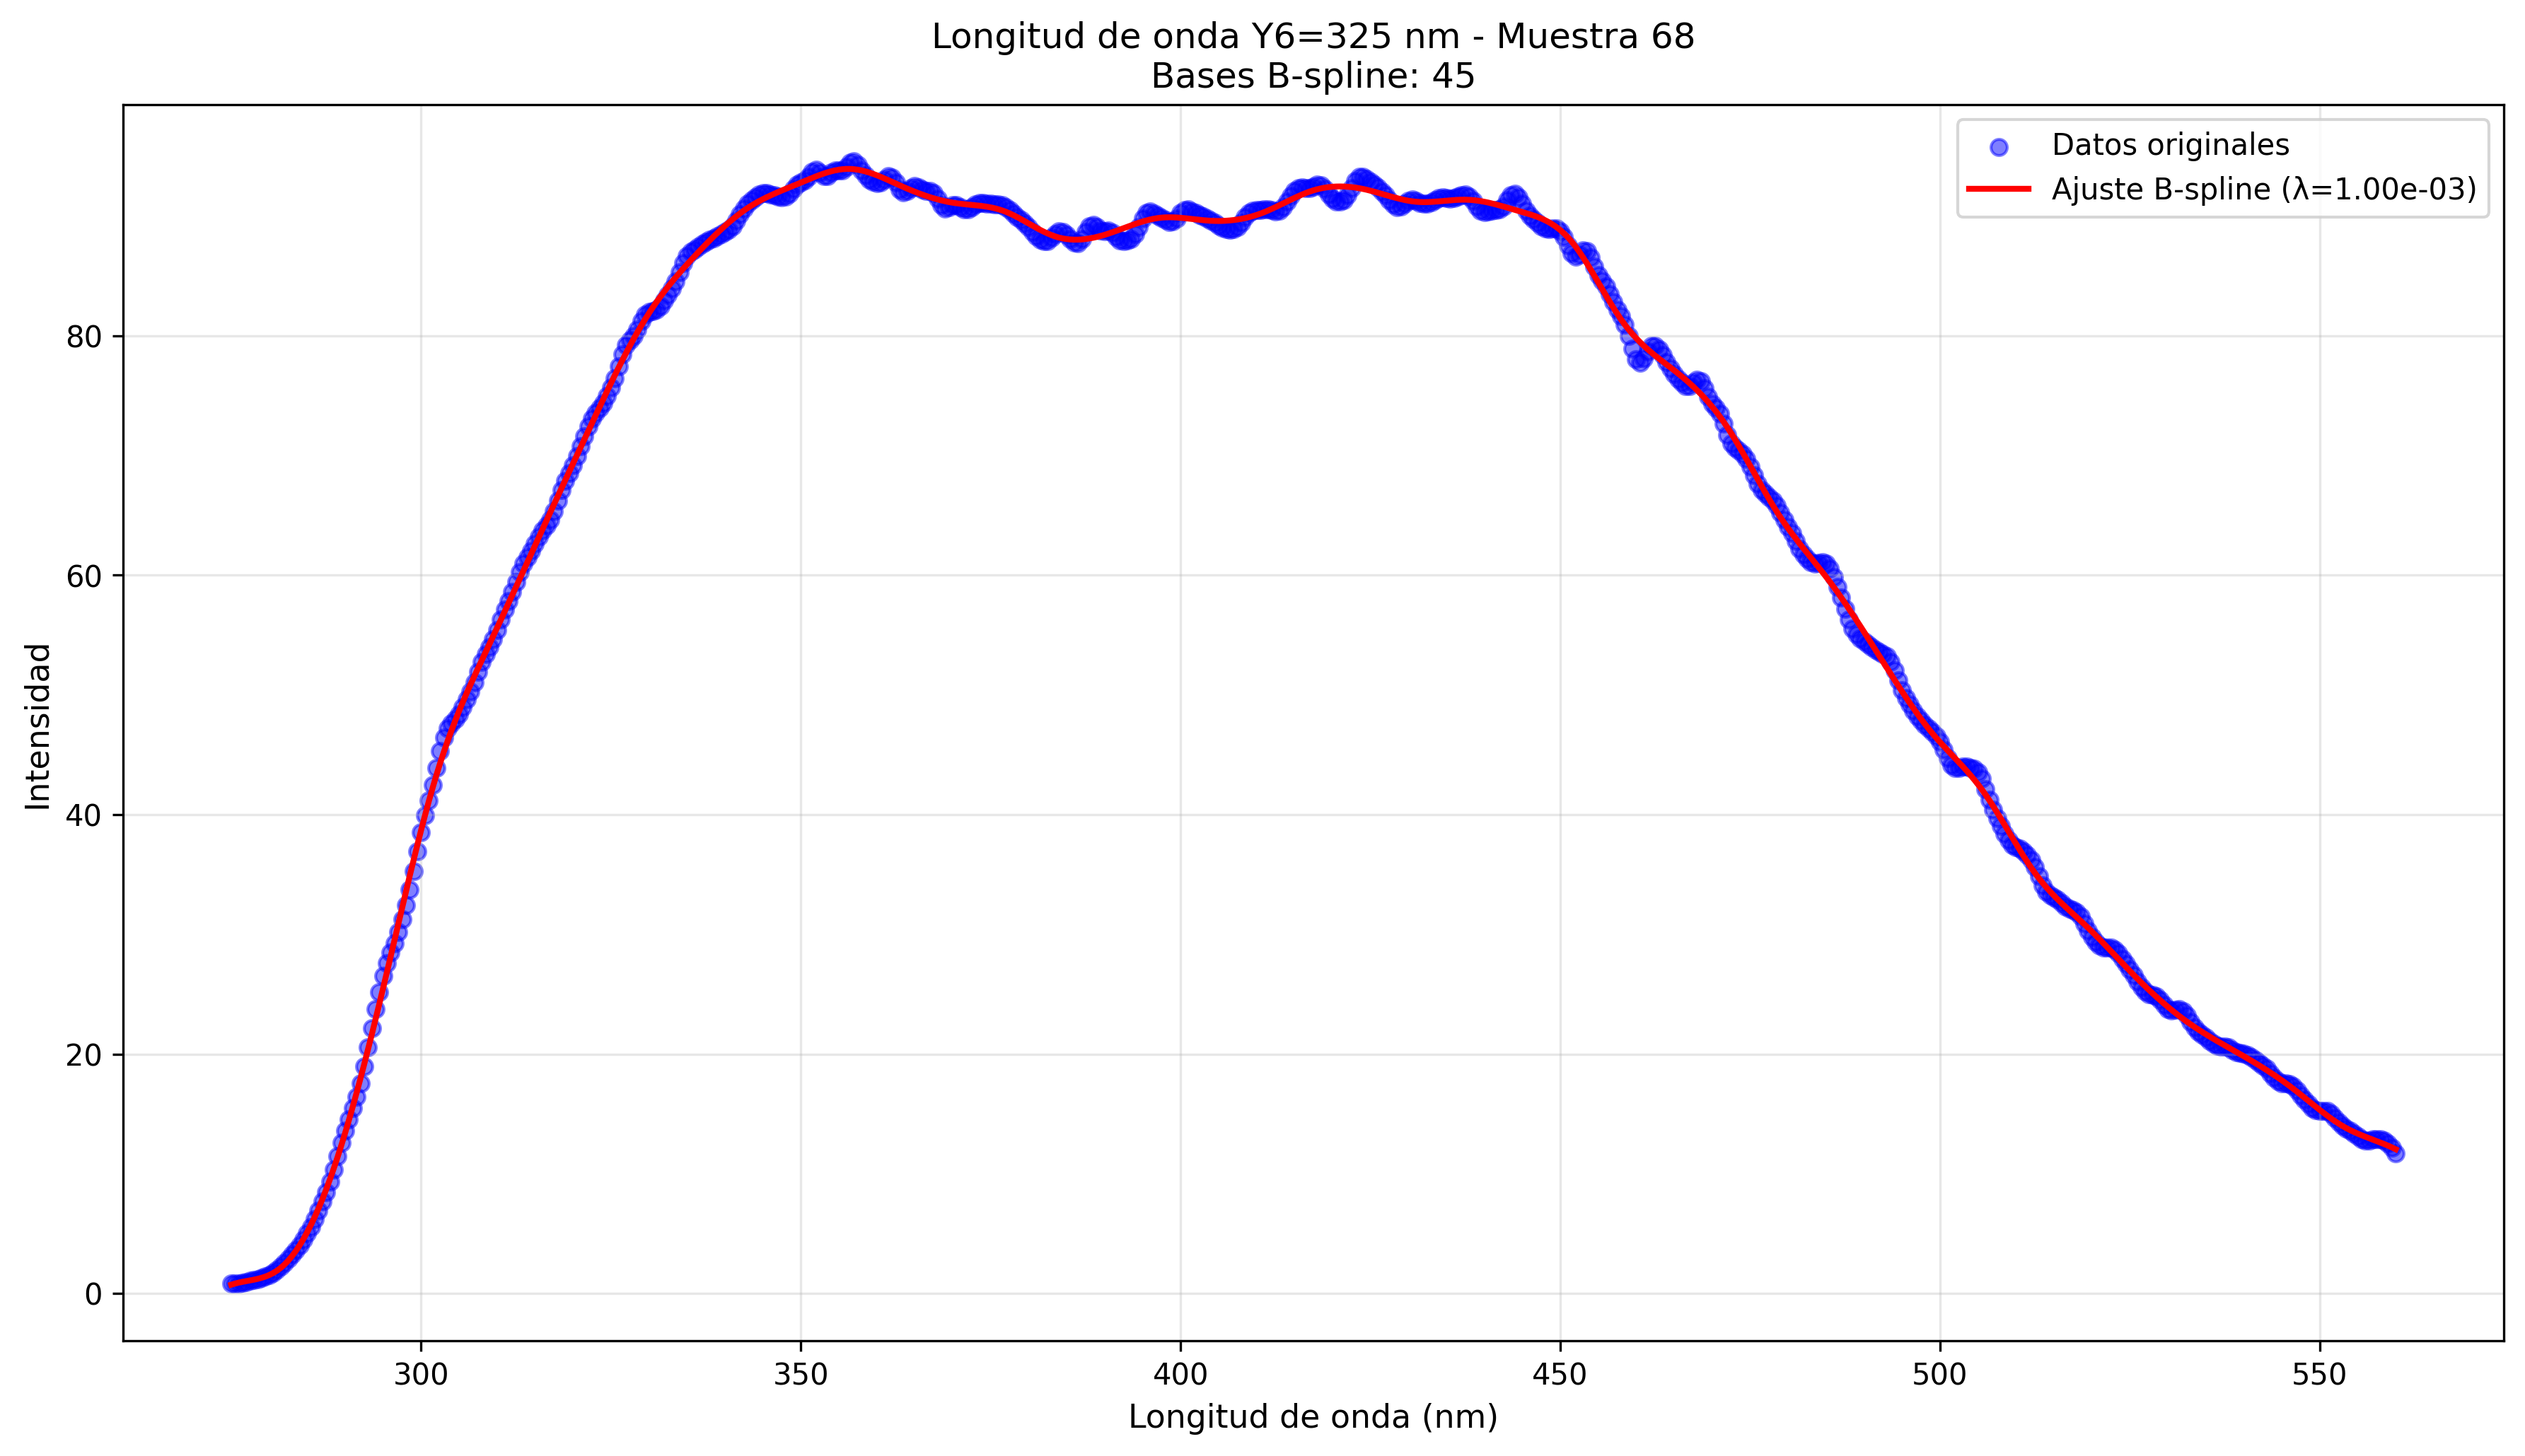 Longitud de onda Y6=325 nm - Muestra 68
Bases B-spline: 45
Datos originales
Ajuste B-spline (λ=1.00e-03)
Intensidad
80
60
40
20
0
300
350
400
450
500
550
Longitud de onda (nm)